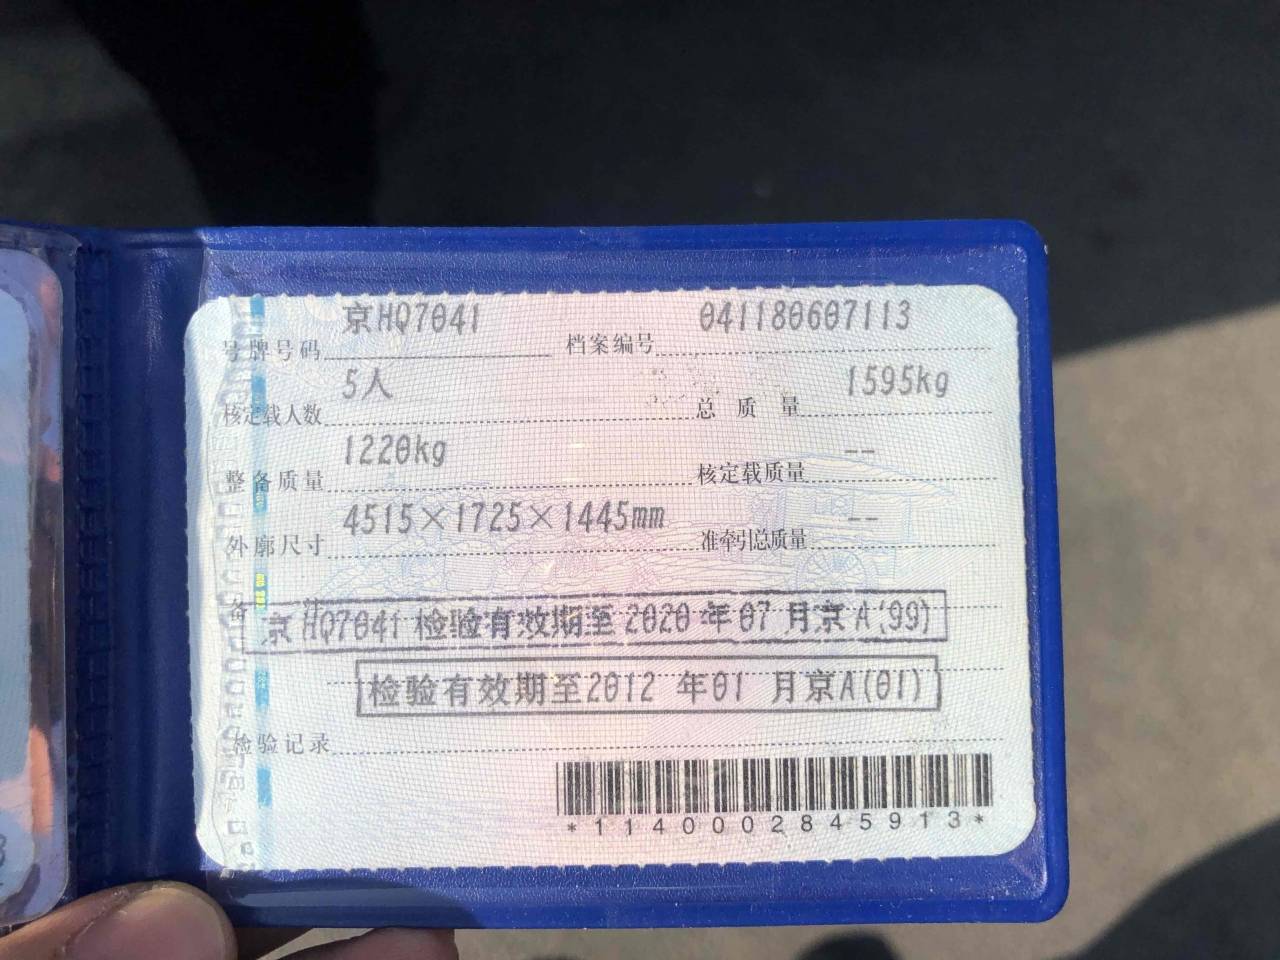 号牌号码 京HQ7041 档案编号 041180607113
核定载人数 5人 总质量 1595kg
整备质量 1220kg 核定载质量 --
外廓尺寸 4515×1725×1445mm 准牵引总质量 --
备注 京HQ7041 检验有效期至2020年07月京A(99)
检验有效期至2012 年01 月京A(01)
检验记录
*1140002845913*